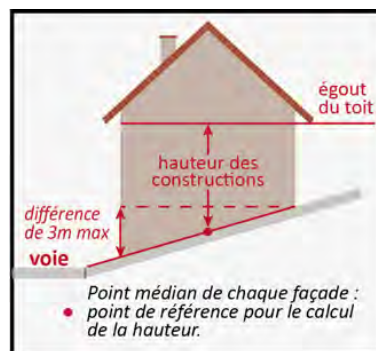 égout
du toit
hauteur des
constructions
différence
de 3m max
voie
Point médian de chaque façade :
point de référence pour le calcul
de la hauteur.